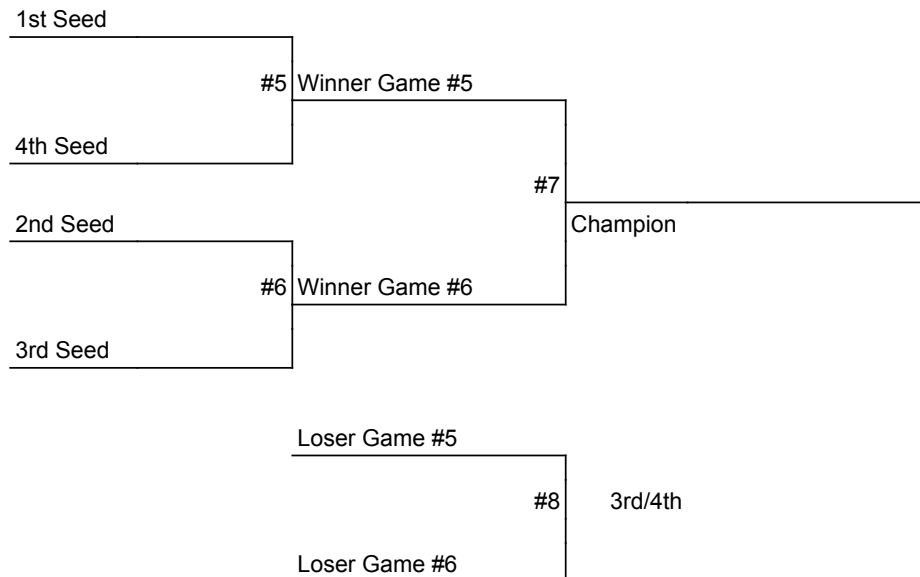 1st Seed
#5 Winner Game #5
4th Seed
#7
2nd Seed
Champion
#6 Winner Game #6
3rd Seed
Loser Game #5
#8 3rd/4th
Loser Game #6